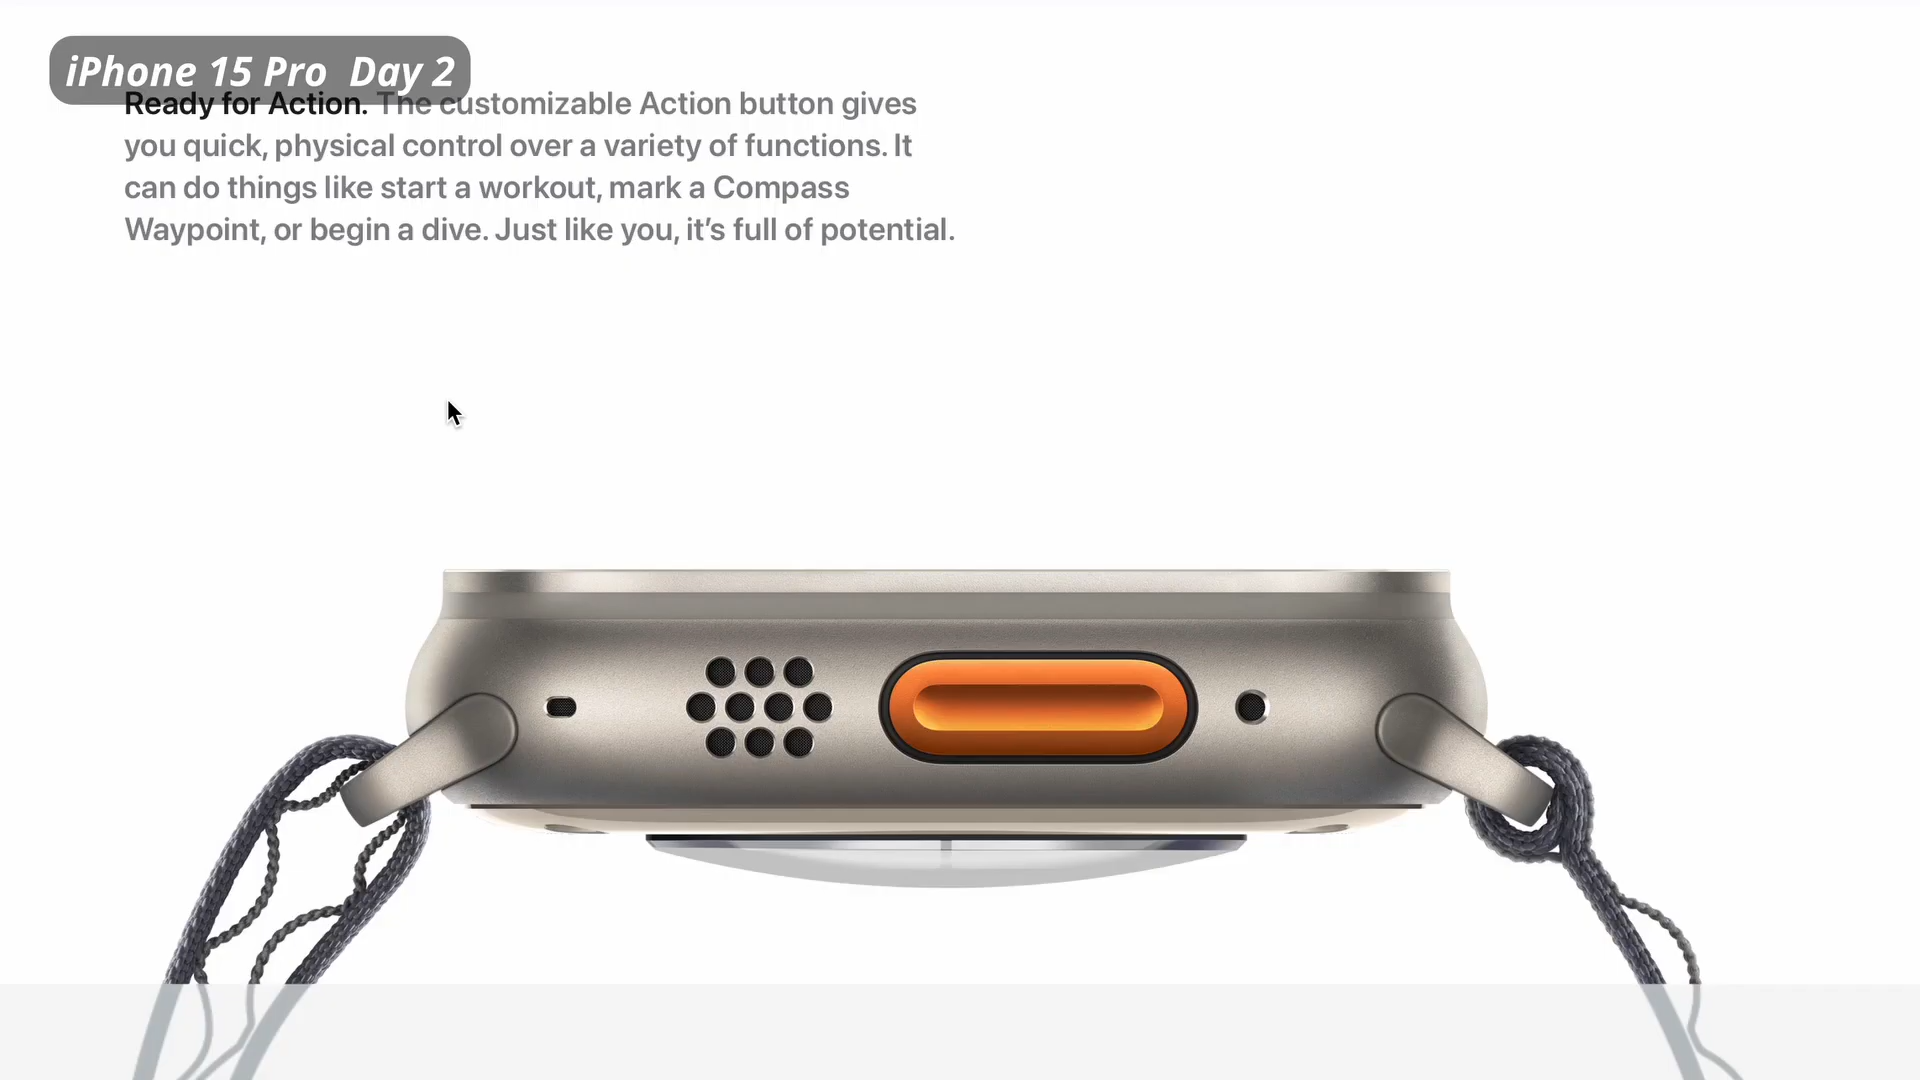 iPhone 15 Pro Day 2
Ready for Action. The customizable Action button gives
you quick, physical control over a variety of functions. It
can do things like start a workout, mark a Compass
Waypoint, or begin a dive. Just like you, it’s full of potential.